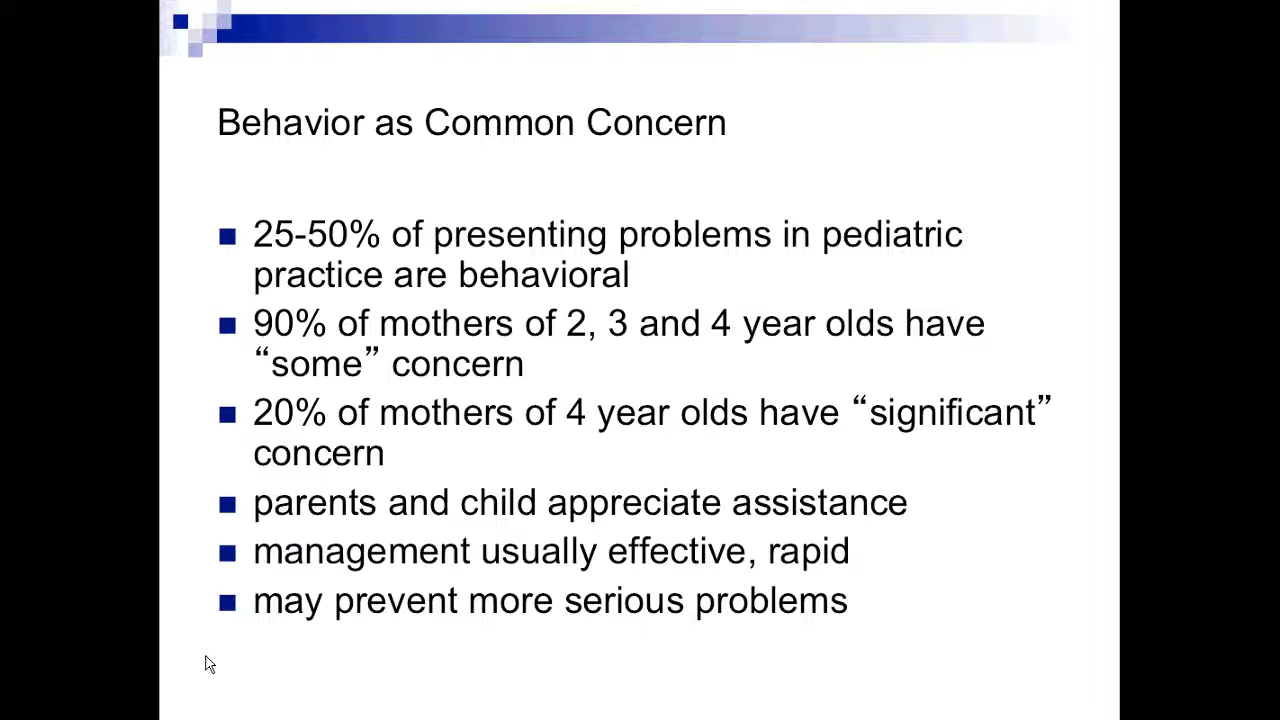 Behavior as Common Concern
25-50% of presenting problems in pediatric
practice are behavioral
90% of mothers of 2, 3 and 4 year olds have
“some” concern
20% of mothers of 4 year olds have “significant”
concern
parents and child appreciate assistance
management usually effective, rapid
may prevent more serious problems